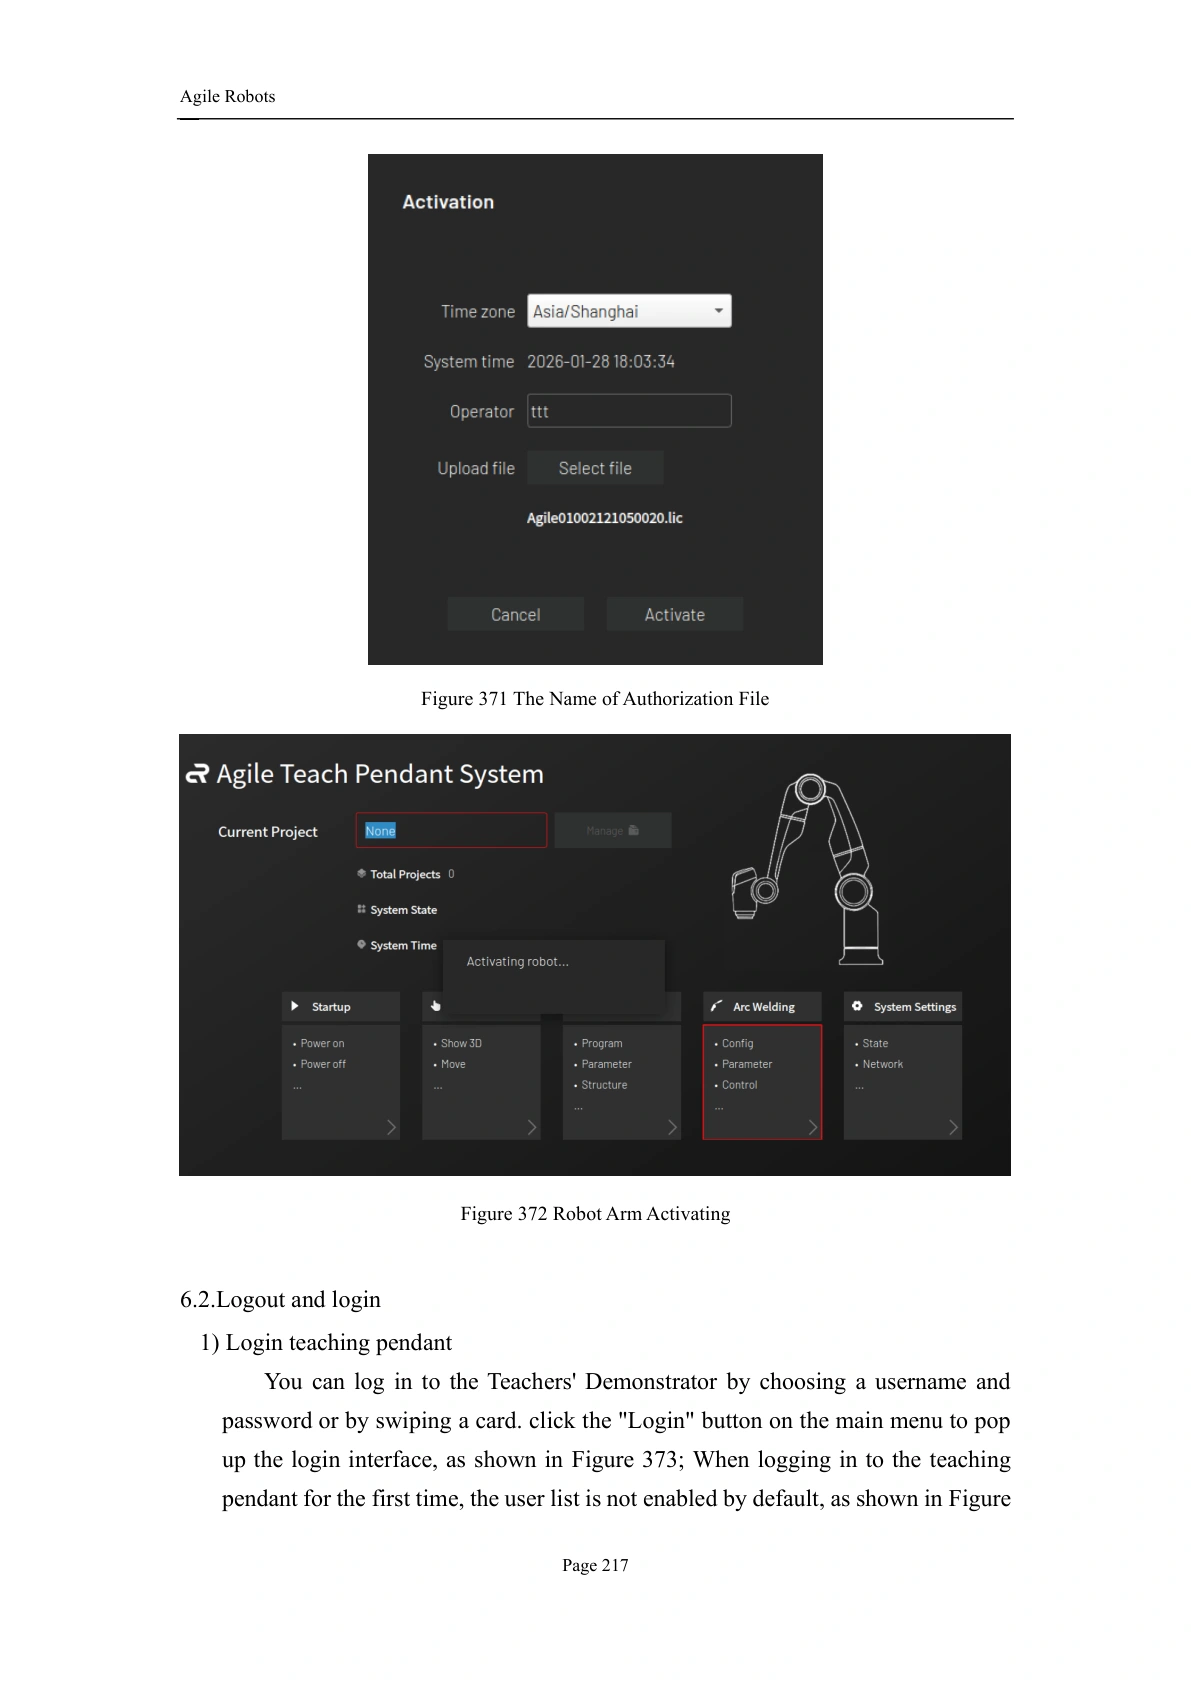 Agile Robots
Activation
Time zone Asia/Shanghai
System time 2026-01-28 18:03:34
Operator ttt
Upload file Select file
Agile01002121050020.lic
Cancel Activate
Figure 371 The Name of Authorization File
Agile Teach Pendant System
Current Project None Manage
Total Projects 0
System State
System Time
Activating robot...
Startup Arc Welding System Settings
• Power on • Show 3D • Program • Config • State
• Power off • Move • Parameter • Parameter • Network
... ... • Structure • Control ...
... ...
Figure 372 Robot Arm Activating
6.2.Logout and login
1) Login teaching pendant
You can log in to the Teachers' Demonstrator by choosing a username and
password or by swiping a card. click the "Login" button on the main menu to pop
up the login interface, as shown in Figure 373; When logging in to the teaching
pendant for the first time, the user list is not enabled by default, as shown in Figure
Page 217